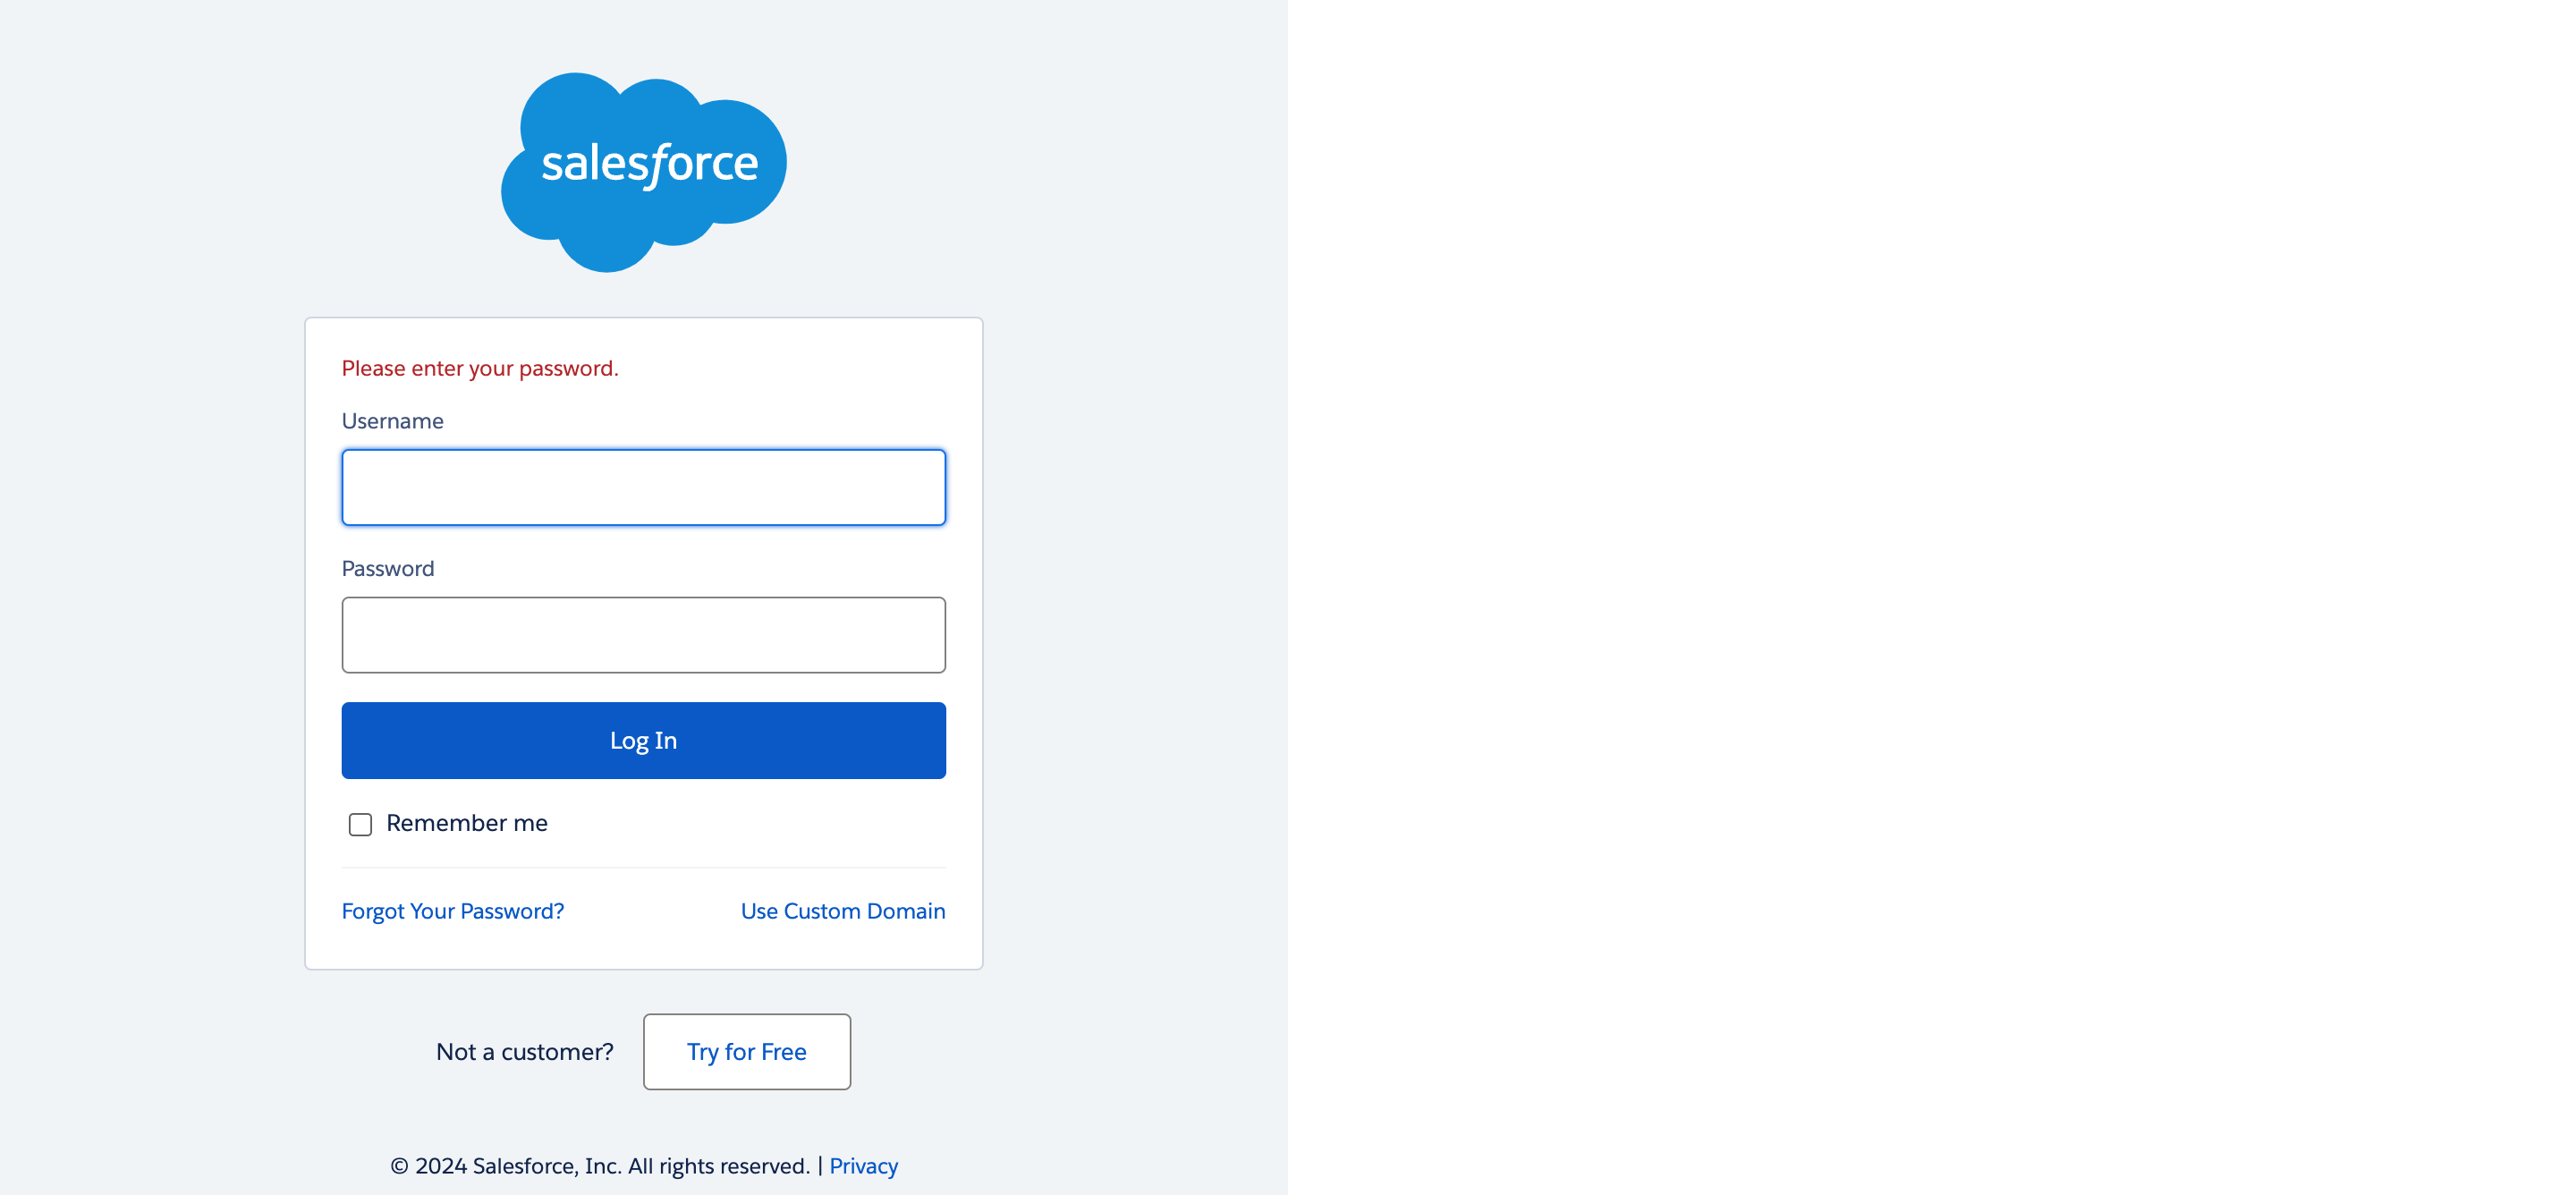 salesforce
Please enter your password.
Username
Password
Log In
Remember me
Forgot Your Password? Use Custom Domain
Not a customer? Try for Free
© 2024 Salesforce, Inc. All rights reserved. | Privacy